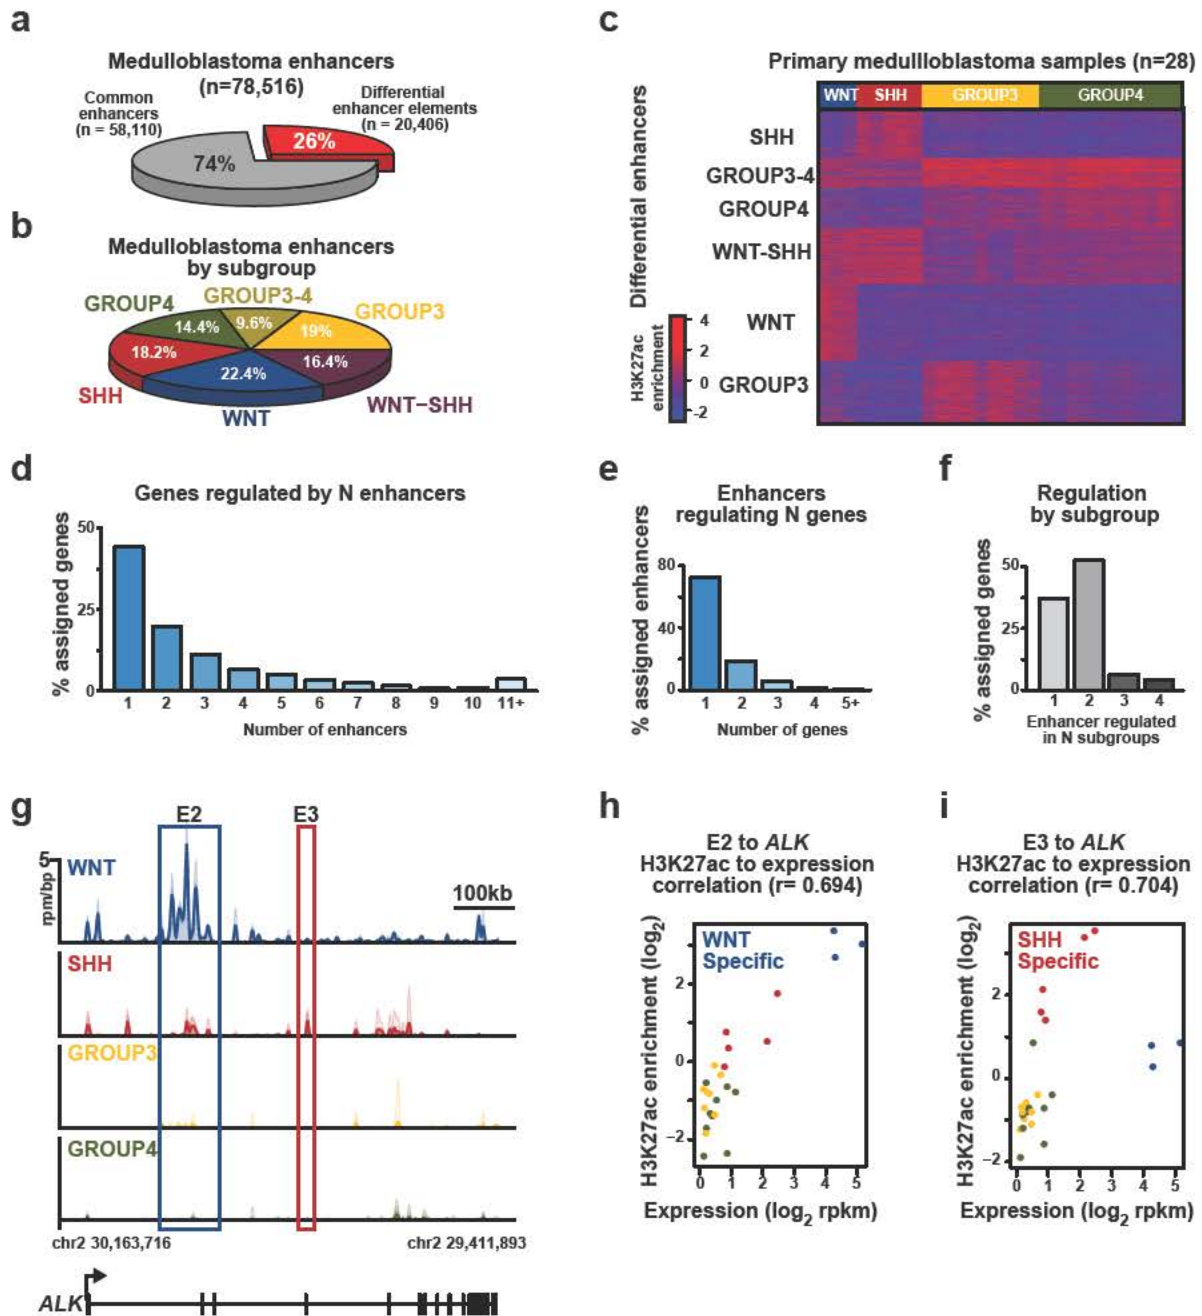 a
Medulloblastoma enhancers
(n=78,516)
Common
enhancers
(n = 58,110)
Differential
enhancer elements
(n = 20,406)
26%
74%
b
Medulloblastoma enhancers
by subgroup
GROUP4
GROUP3-4
GROUP3
14.4%
9.6%
19%
18.2%
16.4%
22.4%
SHH
WNT
WNT−SHH
c
Primary medullloblastoma samples (n=28)
WNT
SHH
GROUP3
GROUP4
Differential enhancers
SHH
GROUP3-4
GROUP4
WNT-SHH
WNT
GROUP3
H3K27ac
enrichment
4
2
0
-2
d
Genes regulated by N enhancers
% assigned genes
50
25
0
1 2 3 4 5 6 7 8 9 10 11+
Number of enhancers
e
Enhancers
regulating N genes
% assigned enhancers
80
40
0
1 2 3 4 5+
Number of genes
f
Regulation
by subgroup
% assigned genes
50
25
0
1 2 3 4
Enhancer regulated
in N subgroups
g
E2
E3
5
rpm/bp
WNT
100kb
SHH
GROUP3
GROUP4
chr2 30,163,716
chr2 29,411,893
ALK
h
E2 to ALK
H3K27ac to expression
correlation (r= 0.694)
H3K27ac enrichment (log2)
WNT
Specific
2
0
−2
0 1 2 3 4 5
Expression (log2 rpkm)
i
E3 to ALK
H3K27ac to expression
correlation (r= 0.704)
H3K27ac enrichment (log2)
SHH
Specific
2
0
−2
0 1 2 3 4 5
Expression (log2 rpkm)